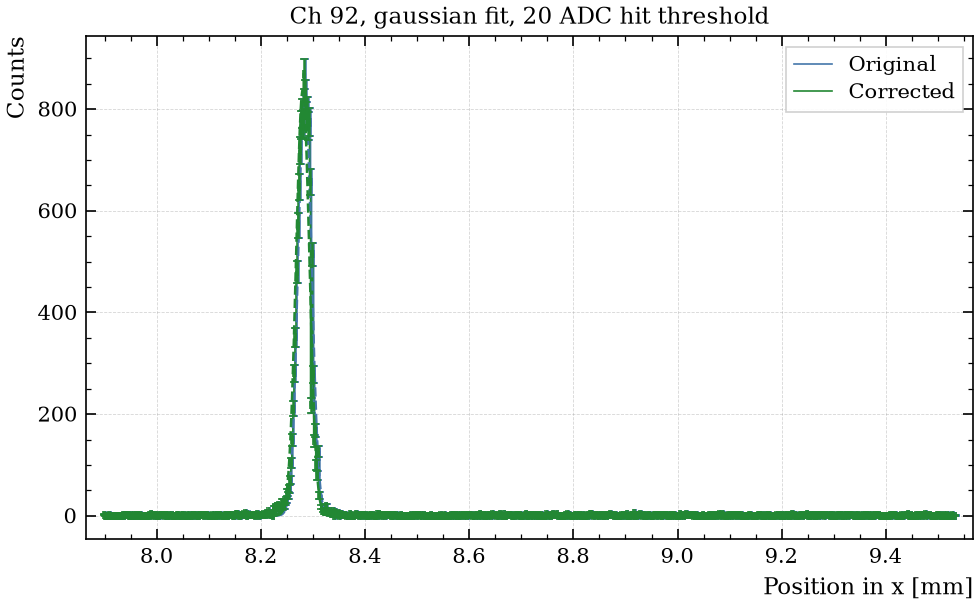 Ch 92, gaussian fit, 20 ADC hit threshold
Counts
Original
Corrected
800
600
400
200
0
8.0 8.2 8.4 8.6 8.8 9.0 9.2 9.4
Position in x [mm]